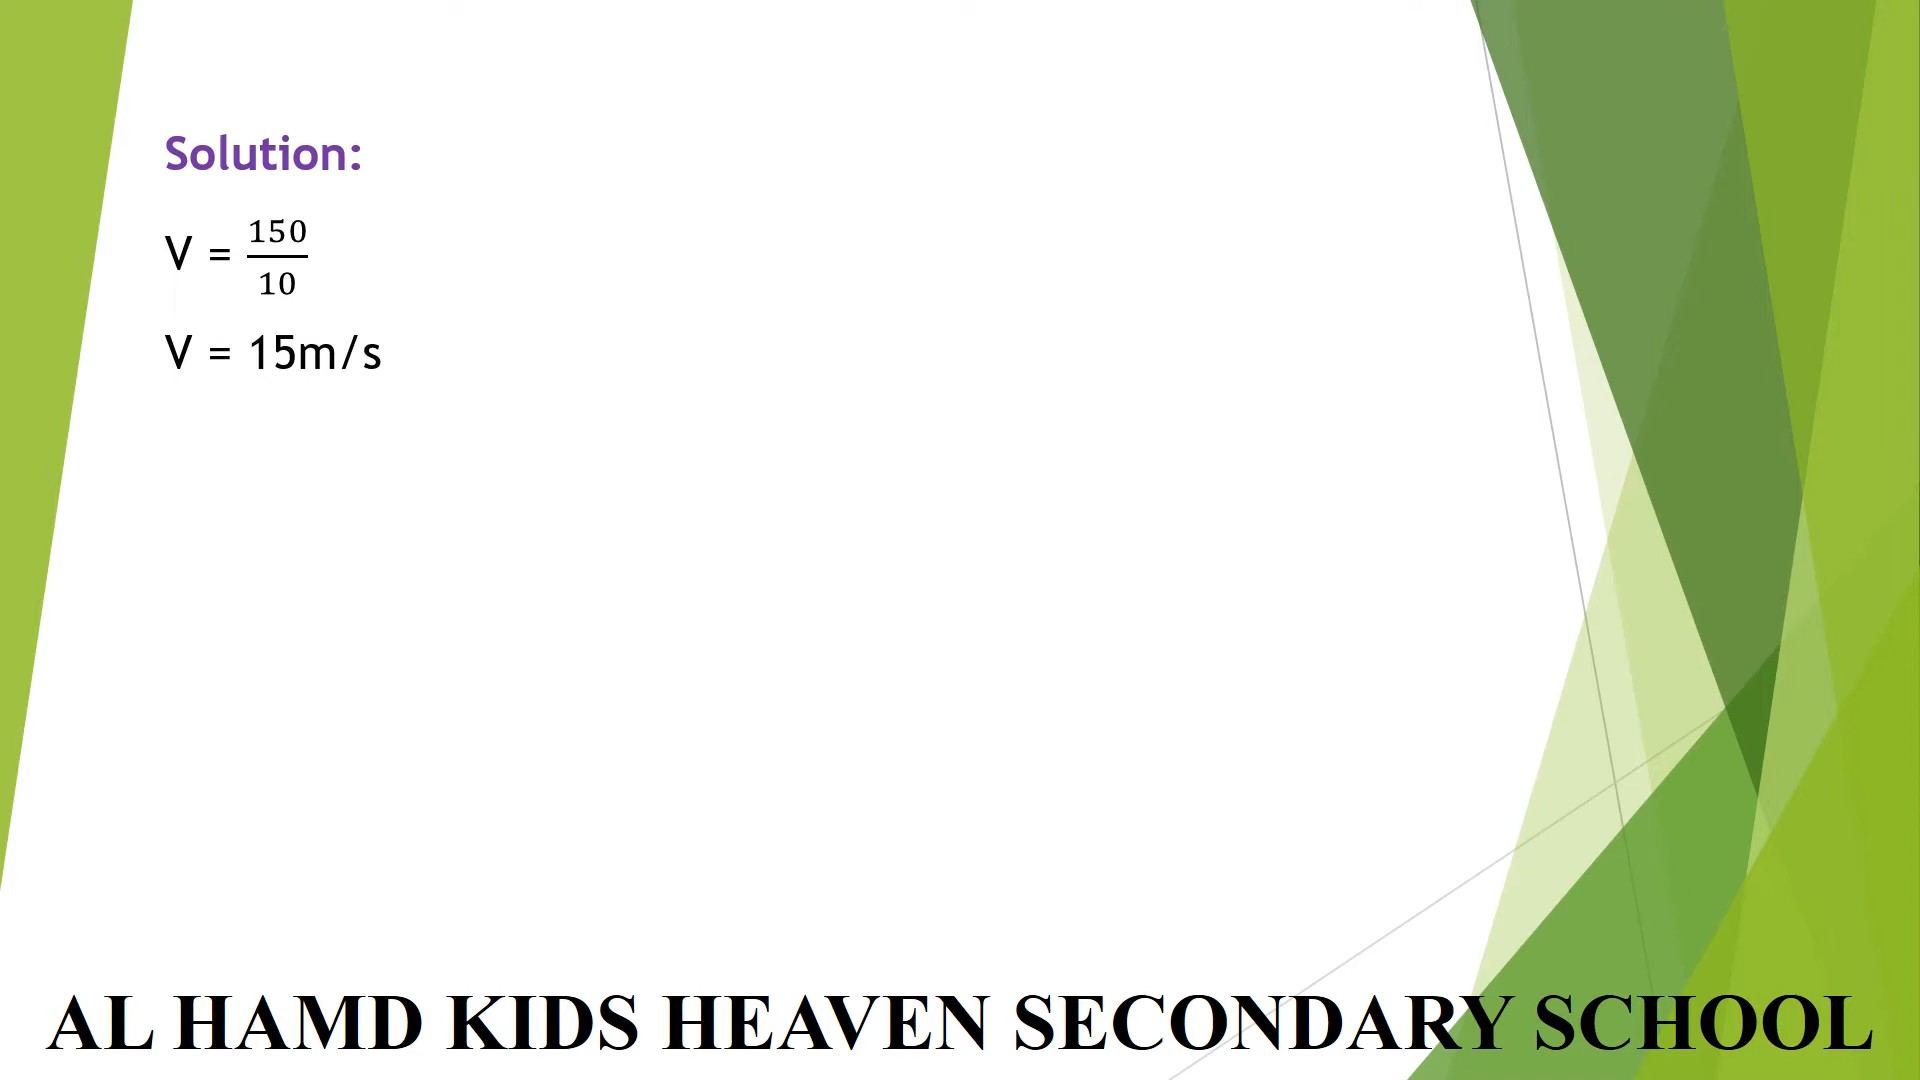 Solution:
V = 150/10
V = 15m/s
AL HAMD KIDS HEAVEN SECONDARY SCHOOL